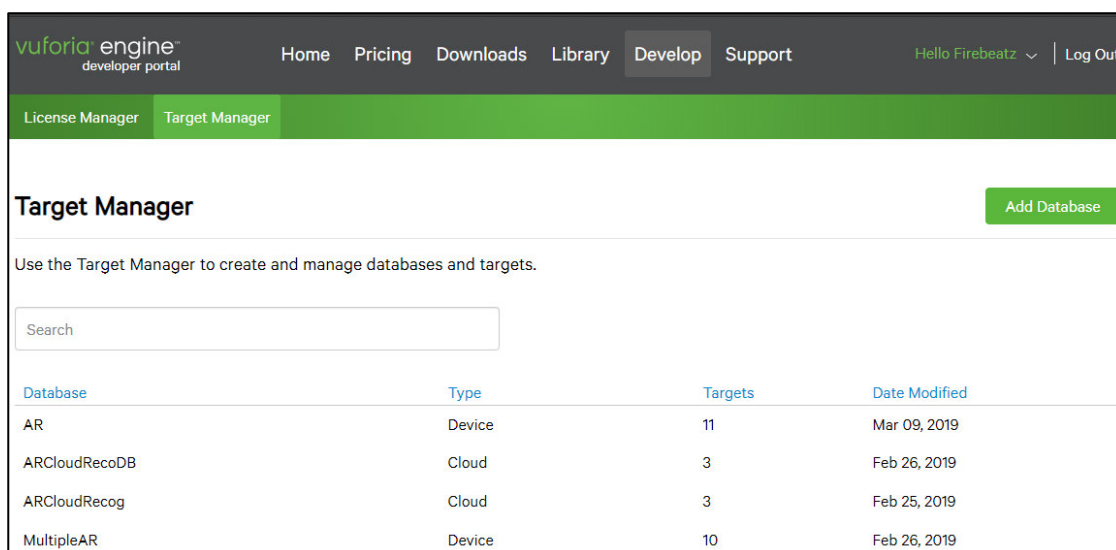 vuforia® engine™
developer portal
Home Pricing Downloads Library Develop Support Hello Firebeatz Log Out
License Manager Target Manager
Target Manager Add Database
Use the Target Manager to create and manage databases and targets.
Search
Database Type Targets Date Modified
AR Device 11 Mar 09, 2019
ARCloudRecoDB Cloud 3 Feb 26, 2019
ARCloudRecog Cloud 3 Feb 25, 2019
MultipleAR Device 10 Feb 26, 2019